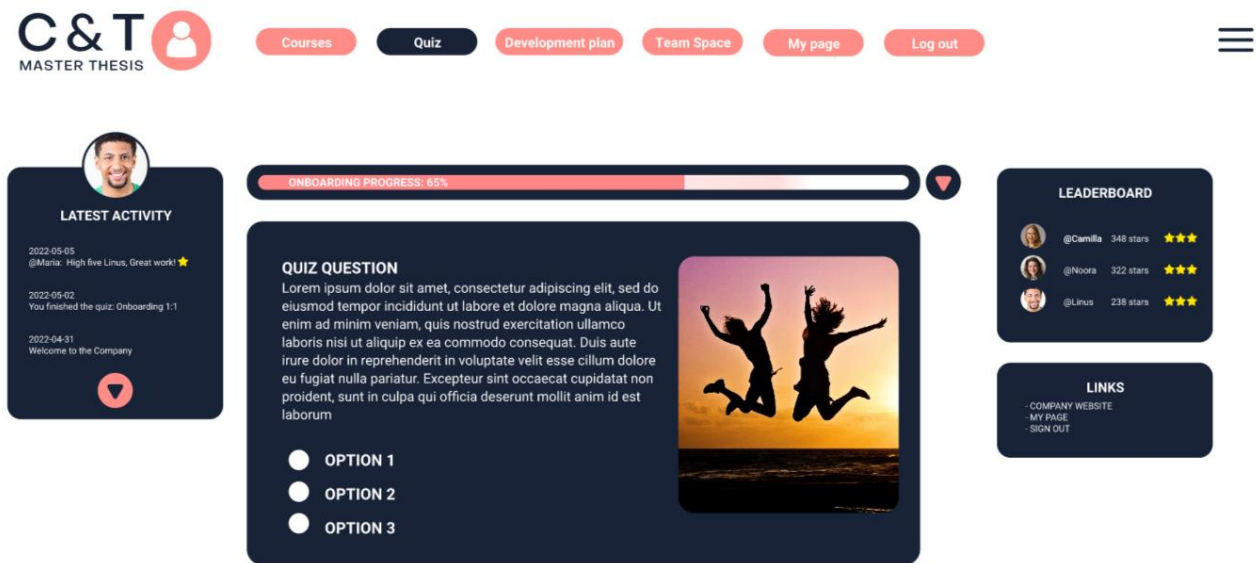 C & T
MASTER THESIS
Courses
Quiz
Development plan
Team Space
My page
Log out
LATEST ACTIVITY
2022-05-05
@Maria: High five Linus, Great work!
2022-05-02
You finished the quiz: Onboarding 1:1
2022-04-31
Welcome to the Company
ONBOARDING PROGRESS: 65%
QUIZ QUESTION
Lorem ipsum dolor sit amet, consectetur adipiscing elit, sed do
eiusmod tempor incididunt ut labore et dolore magna aliqua. Ut
enim ad minim veniam, quis nostrud exercitation ullamco
laboris nisi ut aliquip ex ea commodo consequat. Duis aute
irure dolor in reprehenderit in voluptate velit esse cillum dolore
eu fugiat nulla pariatur. Excepteur sint occaecat cupidatat non
proident, sunt in culpa qui officia deserunt mollit anim id est
laborum
OPTION 1
OPTION 2
OPTION 3
LEADERBOARD
@Camilla 348 stars
@Noora 322 stars
@Linus 238 stars
LINKS
- COMPANY WEBSITE
- MY PAGE
- SIGN OUT